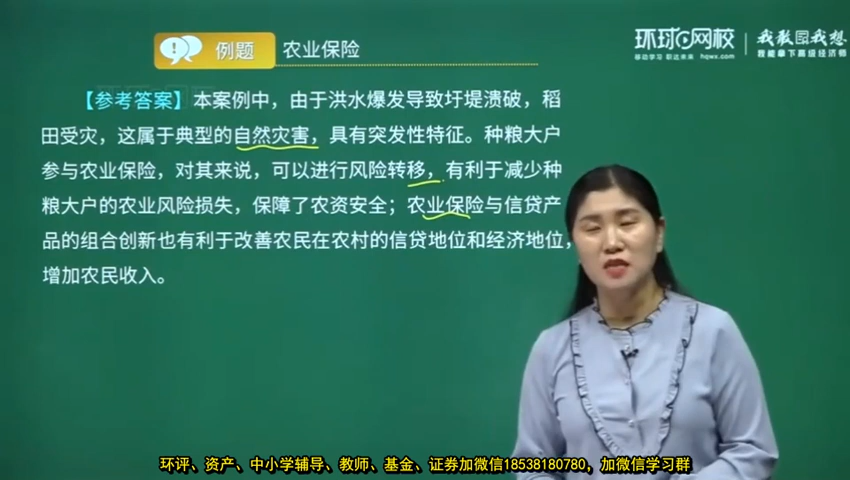 例题
农业保险
环球网校
移动学习 职达未来 hqwx.com
我教 我想
我能拿下高级经济师
【参考答案】本案例中，由于洪水爆发导致圩堤溃破，稻
田受灾，这属于典型的自然灾害，具有突发性特征。种粮大户
参与农业保险，对其来说，可以进行风险转移，有利于减少种
粮大户的农业风险损失，保障了农资安全；农业保险与信贷产
品的组合创新也有利于改善农民在农村的信贷地位和经济地位，
增加农民收入。
环评、资产、中小学辅导、教师、基金、证券加微信18538180780，加微信学习群